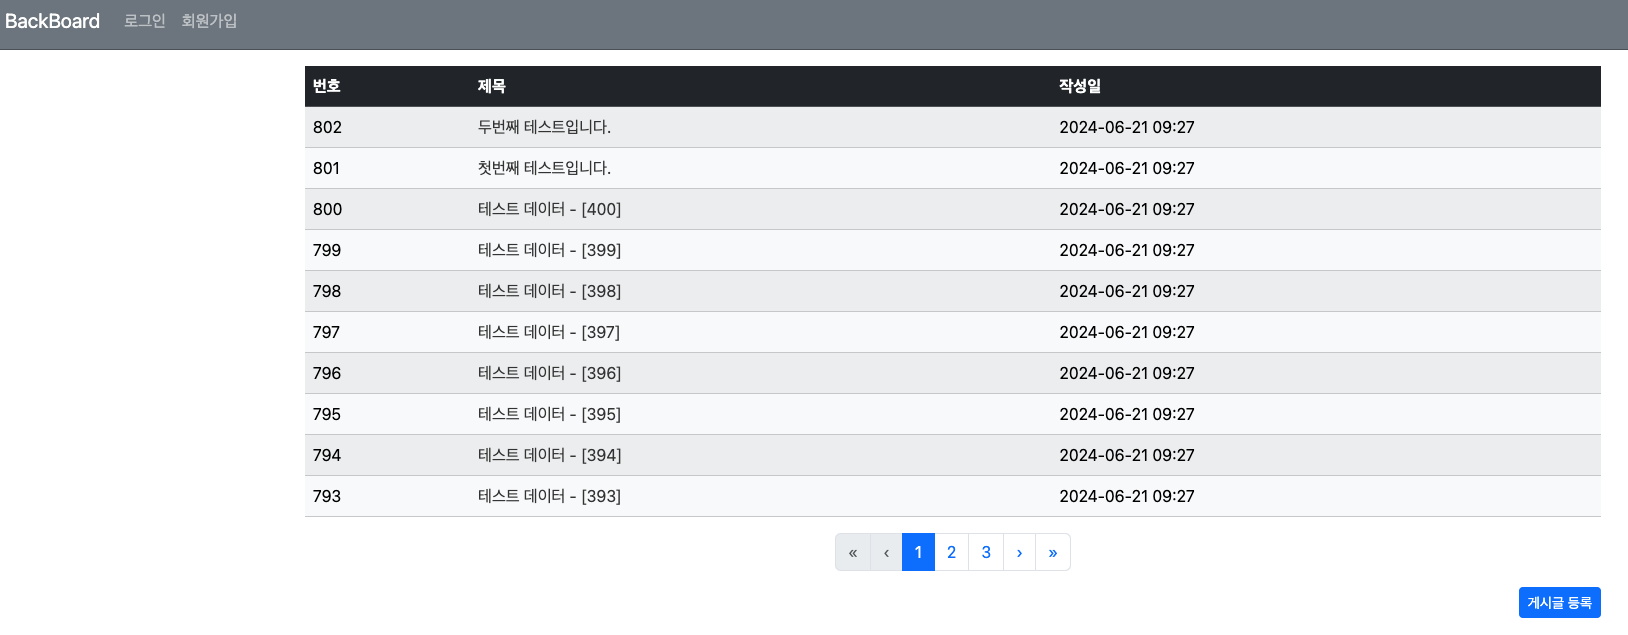 BackBoard 로그인 회원가입
번호 제목 작성일
802 두번째 테스트입니다. 2024-06-21 09:27
801 첫번째 테스트입니다. 2024-06-21 09:27
800 테스트 데이터 - [400] 2024-06-21 09:27
799 테스트 데이터 - [399] 2024-06-21 09:27
798 테스트 데이터 - [398] 2024-06-21 09:27
797 테스트 데이터 - [397] 2024-06-21 09:27
796 테스트 데이터 - [396] 2024-06-21 09:27
795 테스트 데이터 - [395] 2024-06-21 09:27
794 테스트 데이터 - [394] 2024-06-21 09:27
793 테스트 데이터 - [393] 2024-06-21 09:27
« ‹ 1 2 3 › »
게시글 등록